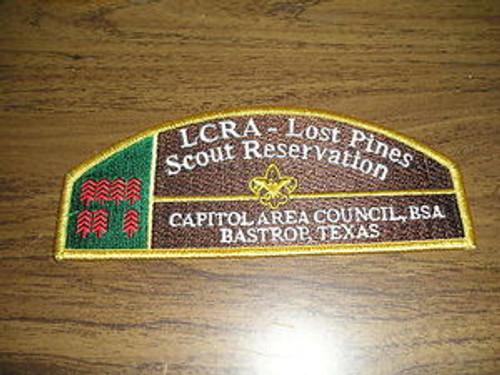 LCRA - Lost Pines
Scout Reservation
CAPITOL AREA COUNCIL, BSA
BASTROP, TEXAS